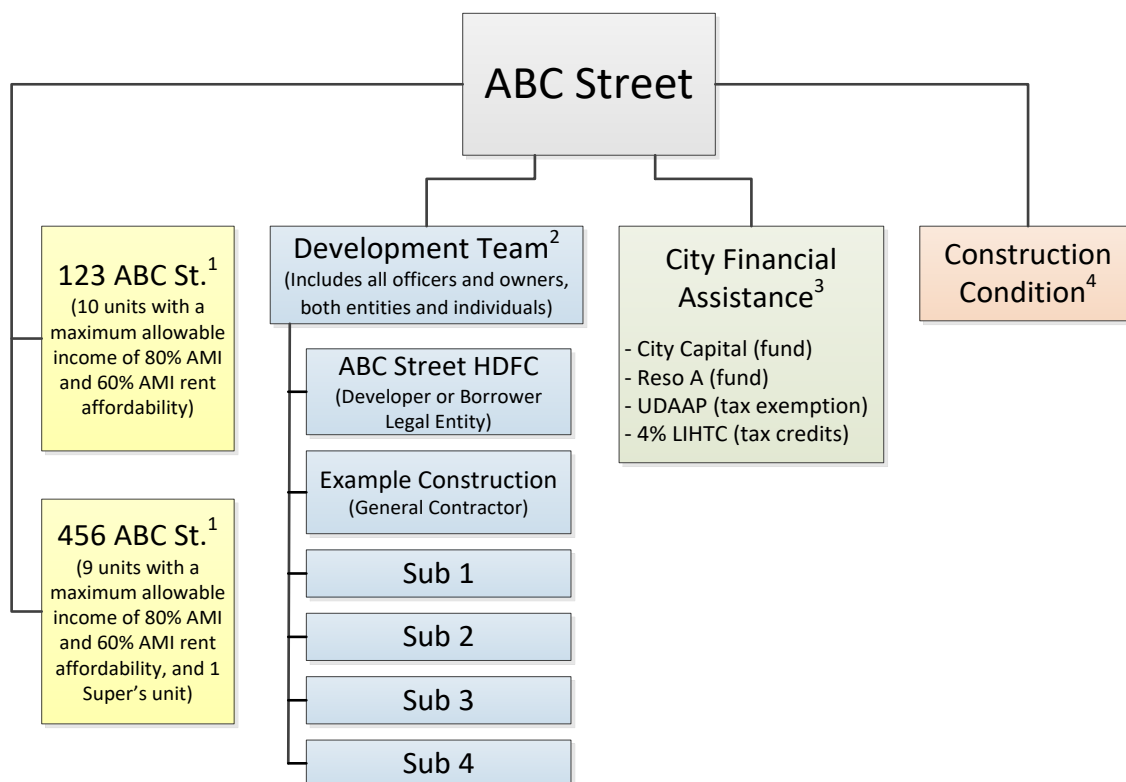 ABC Street
123 ABC St.1
(10 units with a
maximum allowable
income of 80% AMI
and 60% AMI rent
affordability)
456 ABC St.1
(9 units with a
maximum allowable
income of 80% AMI
and 60% AMI rent
affordability, and 1
Super’s unit)
Development Team2
(Includes all officers and owners,
both entities and individuals)
ABC Street HDFC
(Developer or Borrower
Legal Entity)
Example Construction
(General Contractor)
Sub 1
Sub 2
Sub 3
Sub 4
City Financial
Assistance3
- City Capital (fund)
- Reso A (fund)
- UDAAP (tax exemption)
- 4% LIHTC (tax credits)
Construction
Condition4